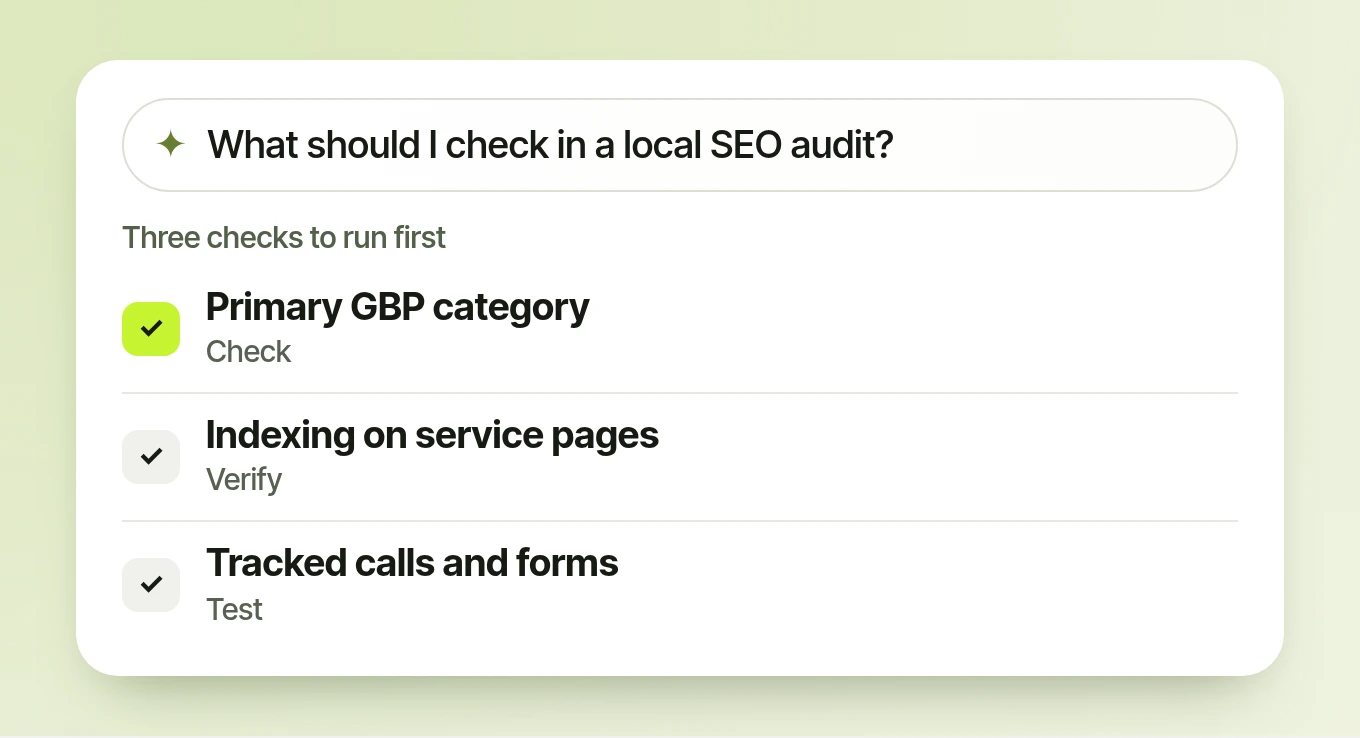 What should I check in a local SEO audit?
Three checks to run first
Primary GBP category
Check
Indexing on service pages
Verify
Tracked calls and forms
Test